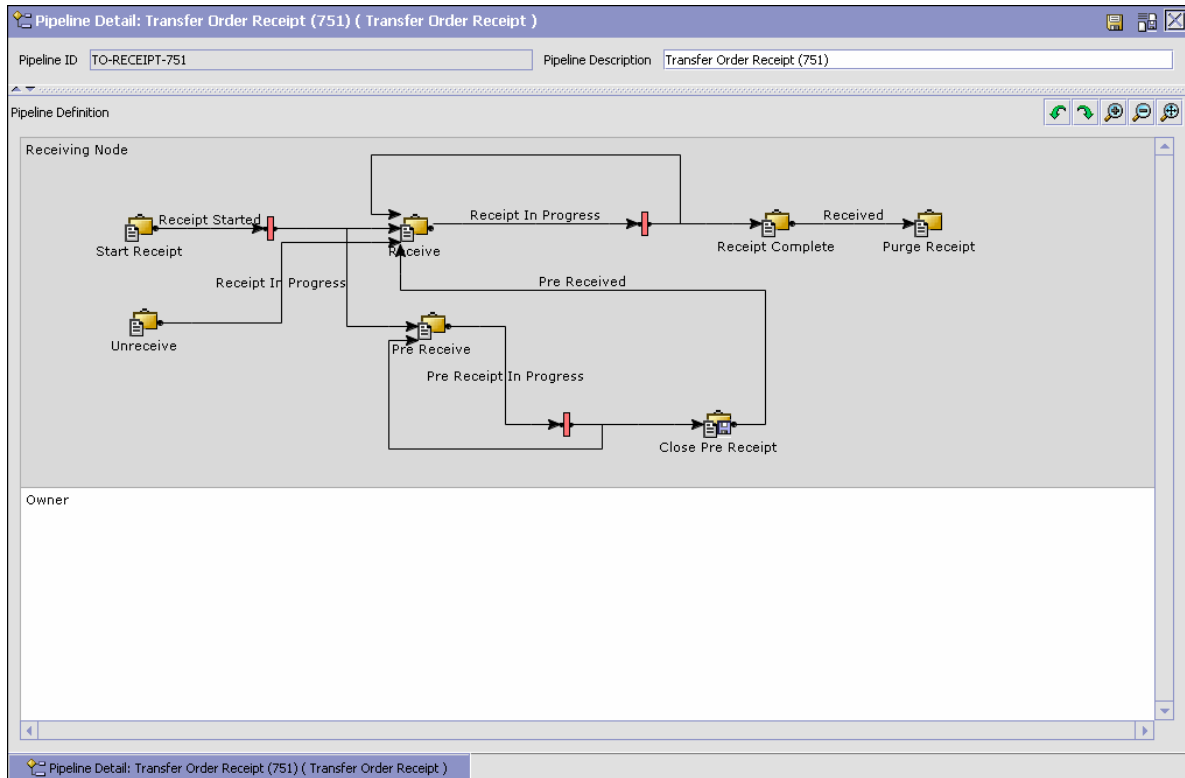 Pipeline Detail: Transfer Order Receipt (751) ( Transfer Order Receipt )
Pipeline ID TO-RECEIPT-751 Pipeline Description Transfer Order Receipt (751)
Pipeline Definition
Receiving Node
Receipt Started
Receipt In Progress
Received
Start Receipt
Receive
Receipt Complete
Purge Receipt
Receipt In Progress
Pre Received
Unreceive
Pre Receive
Pre Receipt In Progress
Close Pre Receipt
Owner
Pipeline Detail: Transfer Order Receipt (751) ( Transfer Order Receipt )